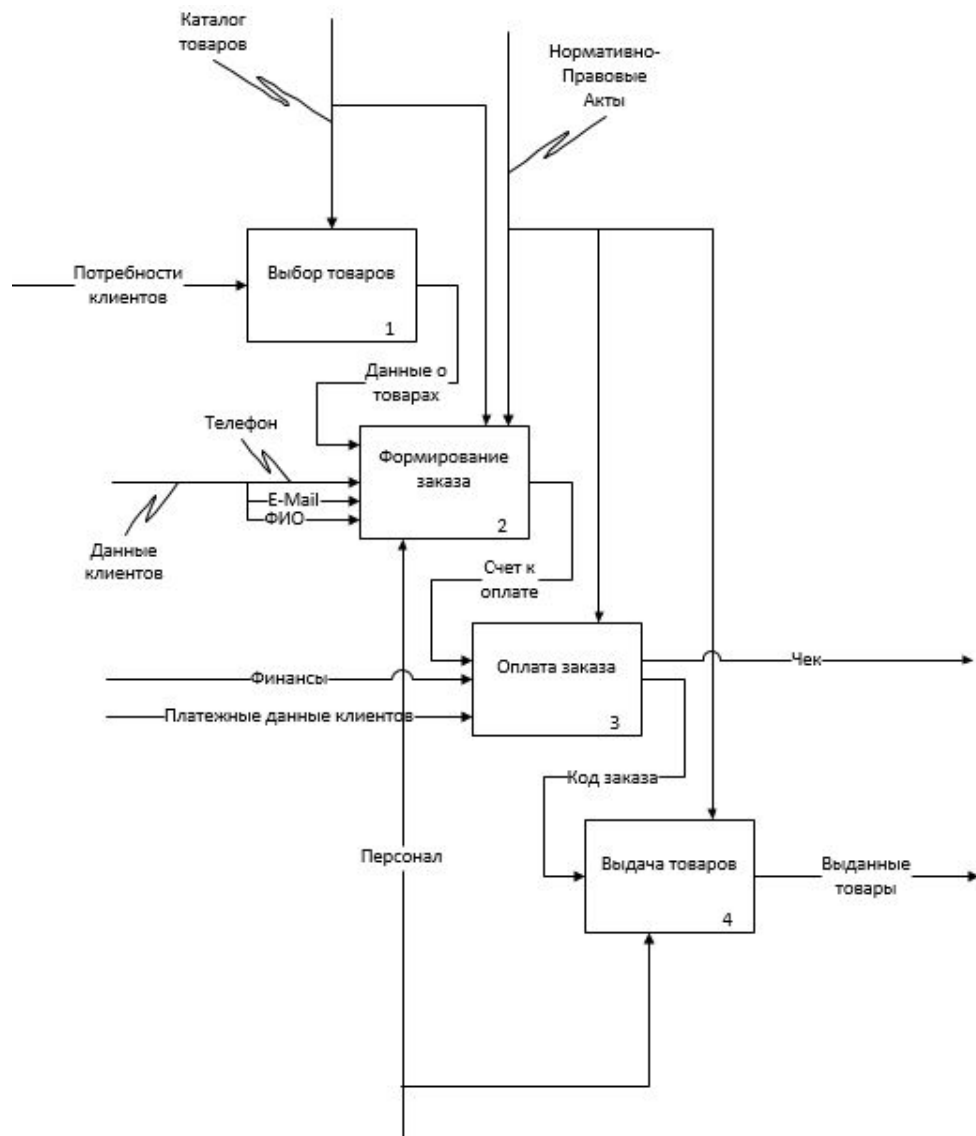 Каталог
товаров
Нормативно-
Правовые
Акты
Потребности
клиентов
Выбор товаров
1
Данные о
товарах
Телефон
Формирование
заказа
E-Mail
ФИО
2
Данные
клиентов
Счет к
оплате
Оплата заказа
Чек
Финансы
Платежные данные клиентов
3
Код заказа
Персонал
Выдача товаров
Выданные
товары
4